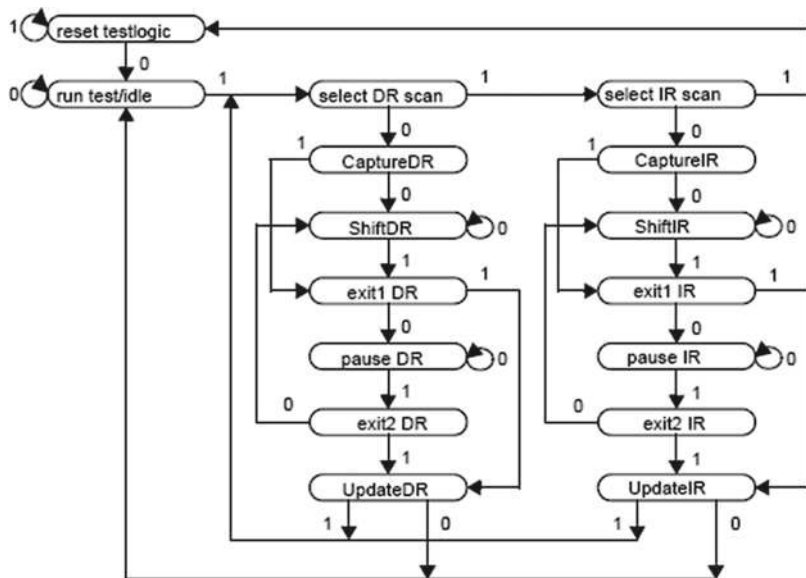 1 reset testlogic
0
0 run test/idle 1 select DR scan 1 select IR scan 1
0 0
1 CaptureDR 1 CaptureIR
0 0
ShiftDR 0 ShiftIR 0
1 1
exit1 DR 1 exit1 IR 1
0 0
pause DR 0 pause IR 0
1 1
0 exit2 DR 0 exit2 IR
1 1
UpdateDR UpdateIR
1 0 1 0